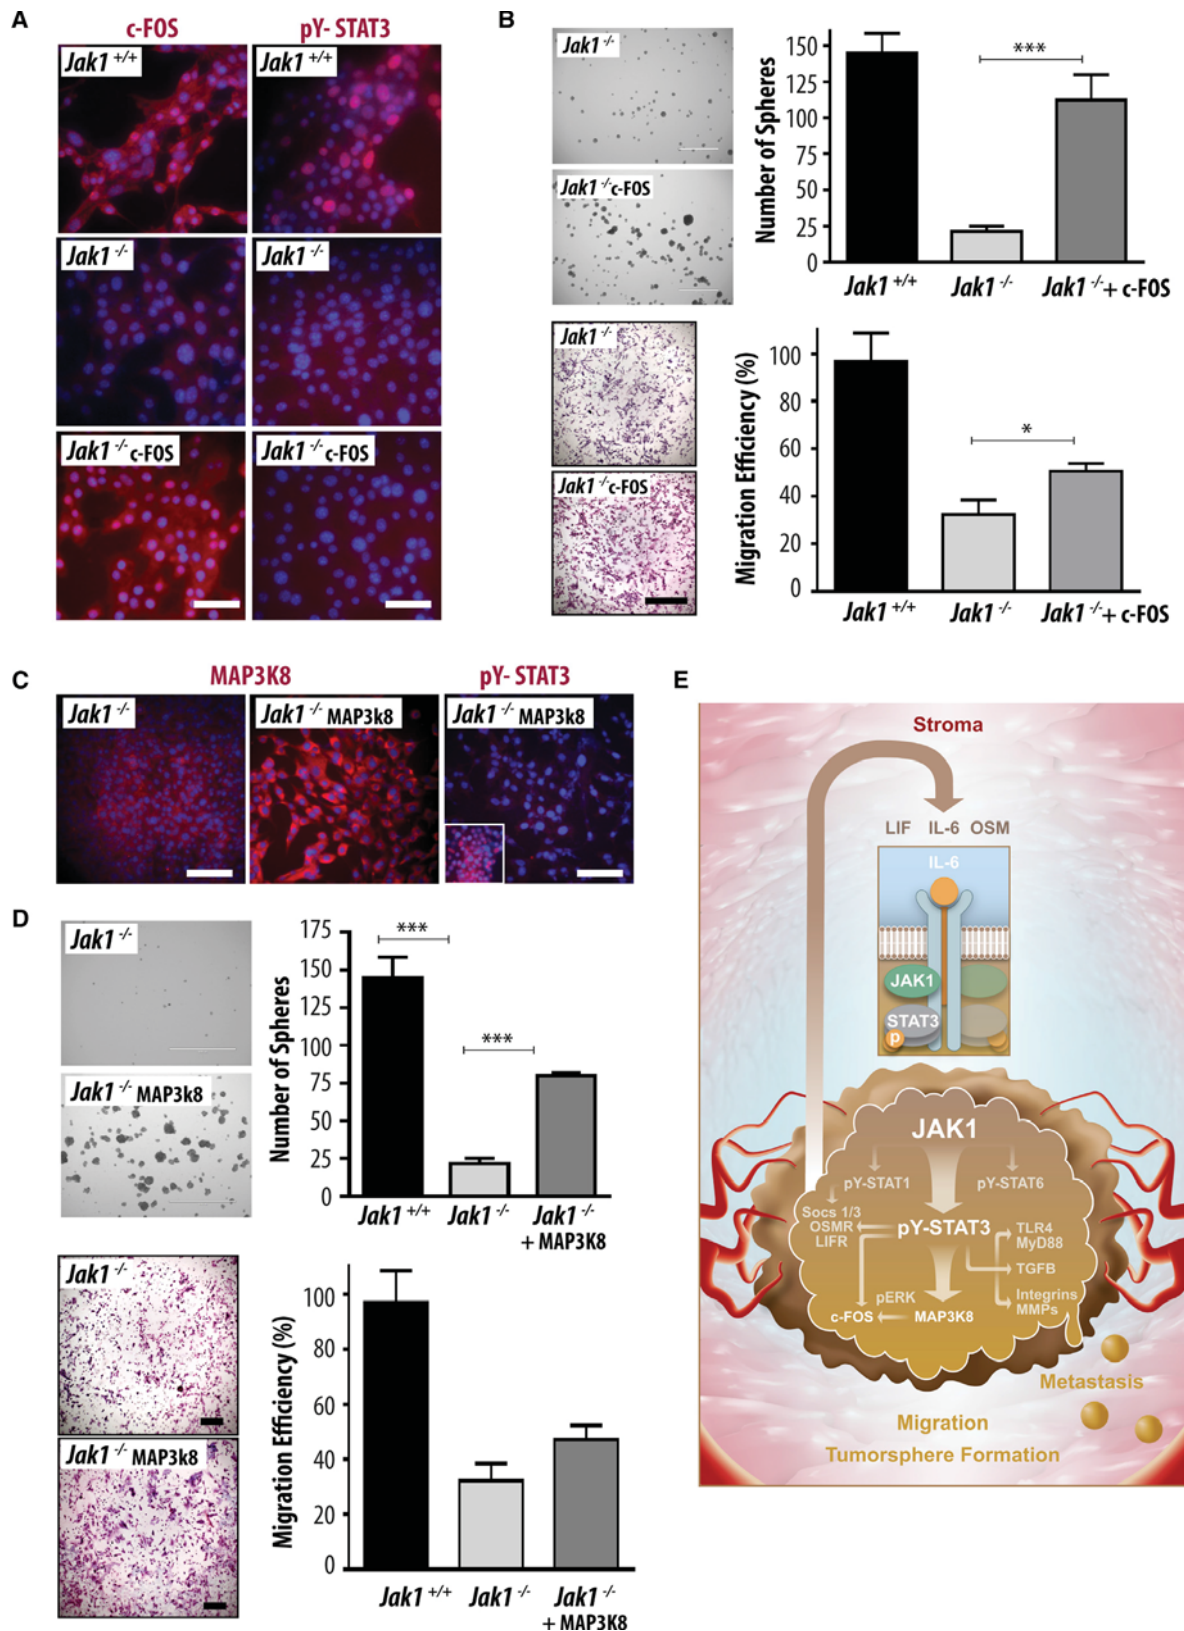 A
c-FOS
pY- STAT3
Jak1 +/+
Jak1 +/+
Jak1 -/-
Jak1 -/-
Jak1 -/- c-FOS
Jak1 -/- c-FOS
B
Jak1 -/-
Jak1 -/- c-FOS
Number of Spheres
150
125
100
75
50
25
0
***
Jak1 +/+
Jak1 -/-
Jak1 -/- + c-FOS
Jak1 -/-
Jak1 -/- c-FOS
Migration Efficiency (%)
100
80
60
40
20
0
*
Jak1 +/+
Jak1 -/-
Jak1 -/- + c-FOS
C
MAP3K8
pY- STAT3
Jak1 -/-
Jak1 -/- MAP3k8
Jak1 -/- MAP3k8
D
Jak1 -/-
Jak1 -/- MAP3k8
Number of Spheres
175
150
125
100
75
50
25
0
***
***
Jak1 +/+
Jak1 -/-
Jak1 -/-
+ MAP3K8
Jak1 -/-
Jak1 -/- MAP3k8
Migration Efficiency (%)
100
80
60
40
20
0
Jak1 +/+
Jak1 -/-
Jak1 -/-
+ MAP3K8
E
Stroma
LIF IL-6 OSM
IL-6
JAK1
STAT3
P
JAK1
pY-STAT1
pY-STAT6
Socs 1/3
OSMR
LIFR
pY-STAT3
TLR4
MyD88
TGFB
Integrins
MMPs
pERK
c-FOS
MAP3K8
Metastasis
Migration
Tumorsphere Formation